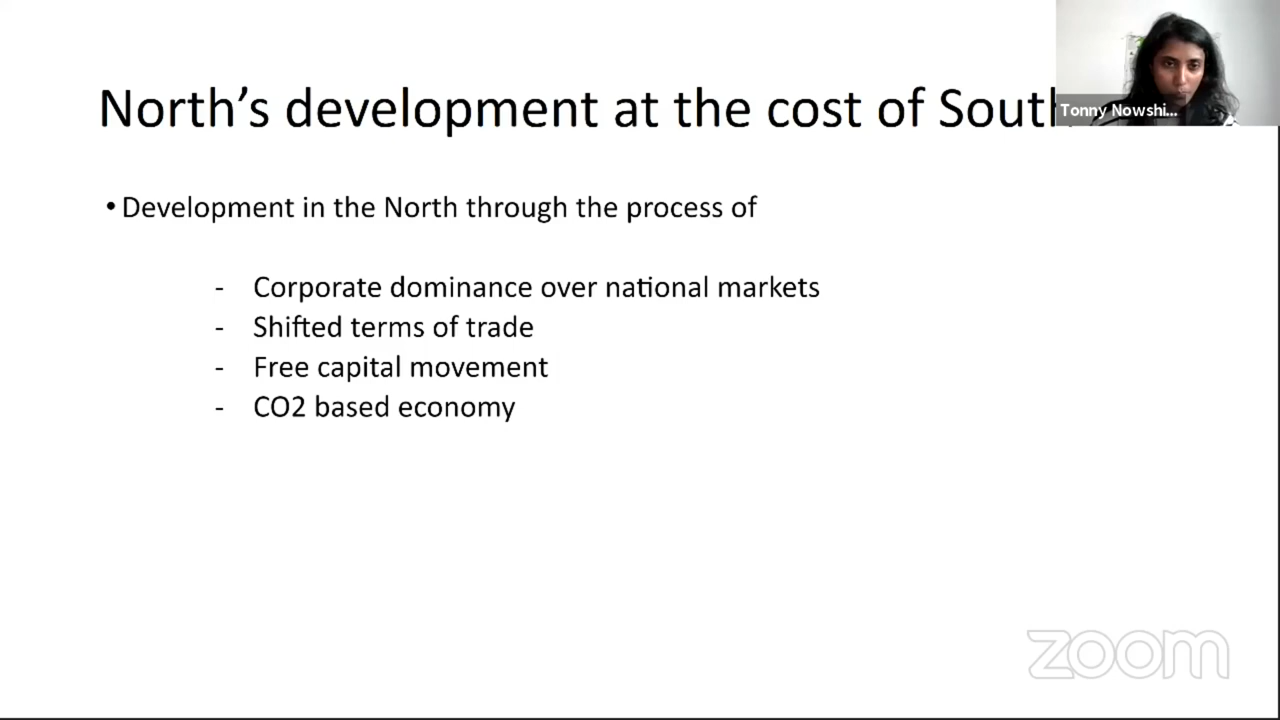 North's development at the cost of South
Tonny Nowshi...
• Development in the North through the process of
- Corporate dominance over national markets
- Shifted terms of trade
- Free capital movement
- CO2 based economy
zoom